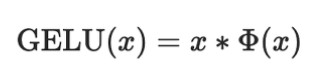 GELU(x) = x * Φ(x)